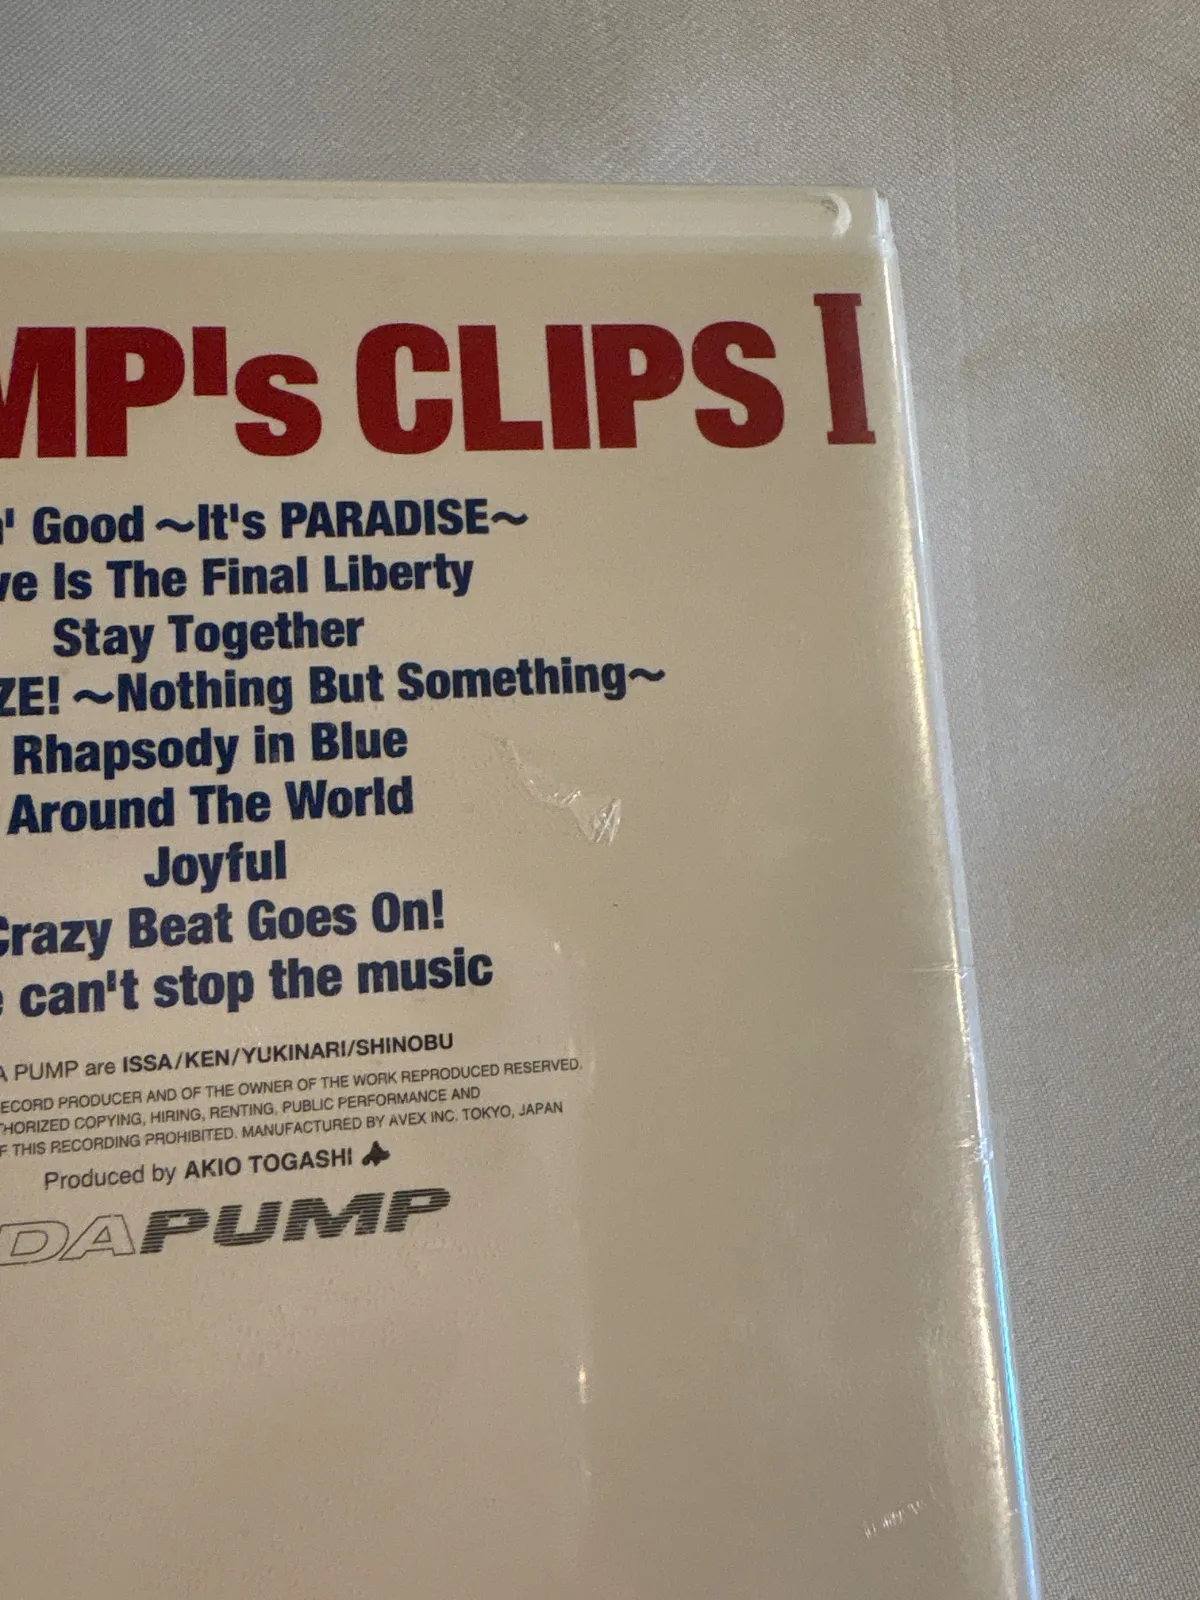 MP's CLIPS I
n' Good ～It's PARADISE～
ve Is The Final Liberty
Stay Together
ZE! ～Nothing But Something～
Rhapsody in Blue
Around The World
Joyful
Crazy Beat Goes On!
e can't stop the music
A PUMP are ISSA/KEN/YUKINARI/SHINOBU
ECORD PRODUCER AND OF THE OWNER OF THE WORK REPRODUCED RESERVED.
THORIZED COPYING, HIRING, RENTING, PUBLIC PERFORMANCE AND
F THIS RECORDING PROHIBITED. MANUFACTURED BY AVEX INC. TOKYO, JAPAN
Produced by AKIO TOGASHI
DAPUMP